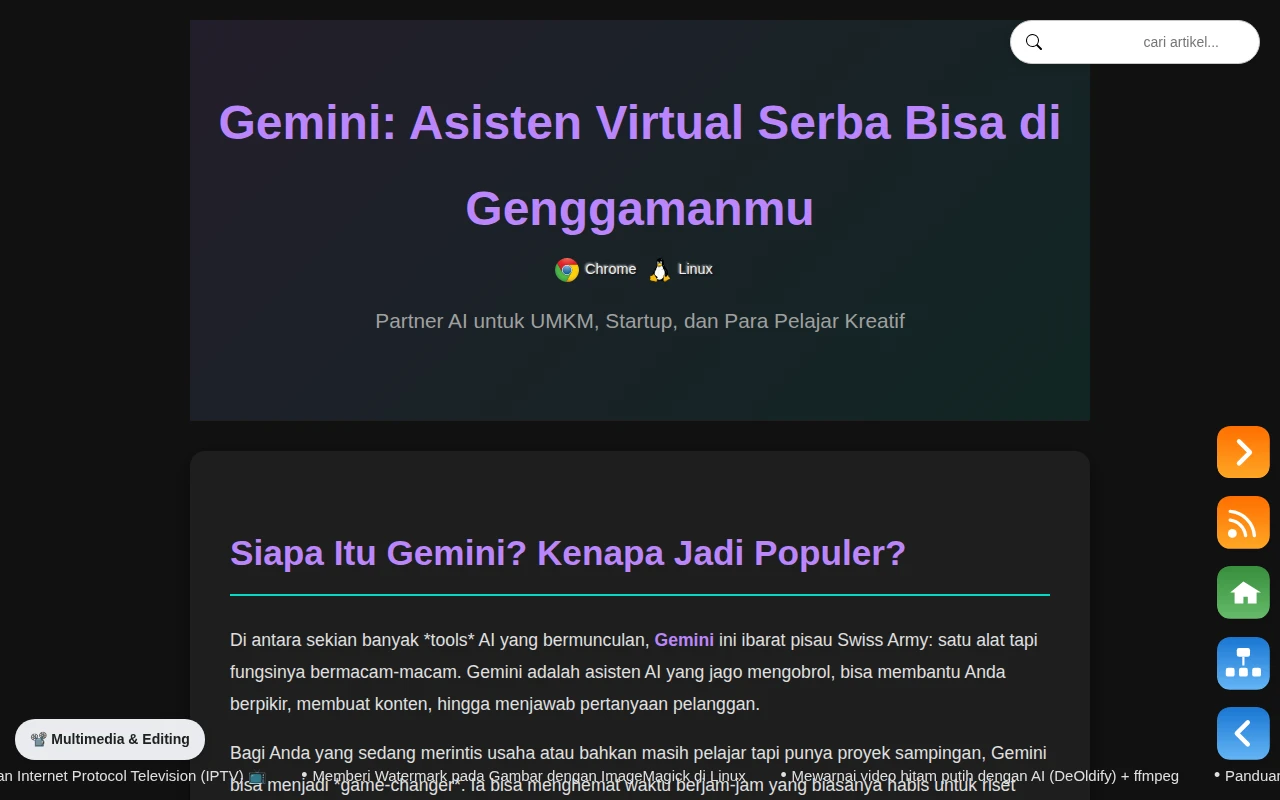 cari artikel...
Gemini: Asisten Virtual Serba Bisa di
Genggamanmu
Chrome Linux
Partner AI untuk UMKM, Startup, dan Para Pelajar Kreatif
Siapa Itu Gemini? Kenapa Jadi Populer?
Di antara sekian banyak *tools* AI yang bermunculan, Gemini ini ibarat pisau Swiss Army: satu alat tapi
fungsinya bermacam-macam. Gemini adalah asisten AI yang jago mengobrol, bisa membantu Anda
berpikir, membuat konten, hingga menjawab pertanyaan pelanggan.
Multimedia & Editing
Bagi Anda yang sedang merintis usaha atau bahkan masih pelajar tapi punya proyek sampingan, Gemini
an Internet Protocol Television (IPTV) 📺 • Memberi Watermark pada Gambar dengan ImageMagick di Linux • Mewarnai video hitam putih dengan AI (DeOldify) + ffmpeg • Panduan
bisa menjadi *game-changer*. Ia bisa menghemat waktu berjam-jam yang biasanya habis untuk riset